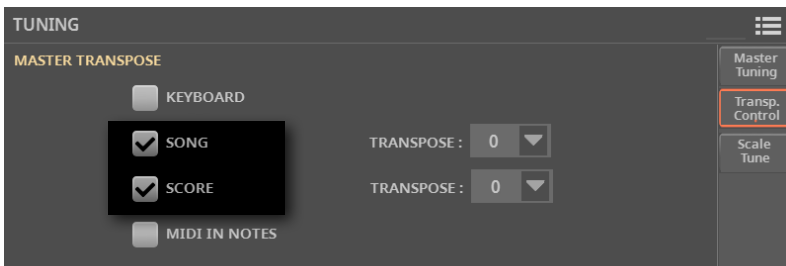 TUNING
MASTER TRANSPOSE
Master
Tuning
KEYBOARD
Transp.
Control
SONG
TRANSPOSE : 0
Scale
Tune
SCORE
TRANSPOSE : 0
MIDI IN NOTES